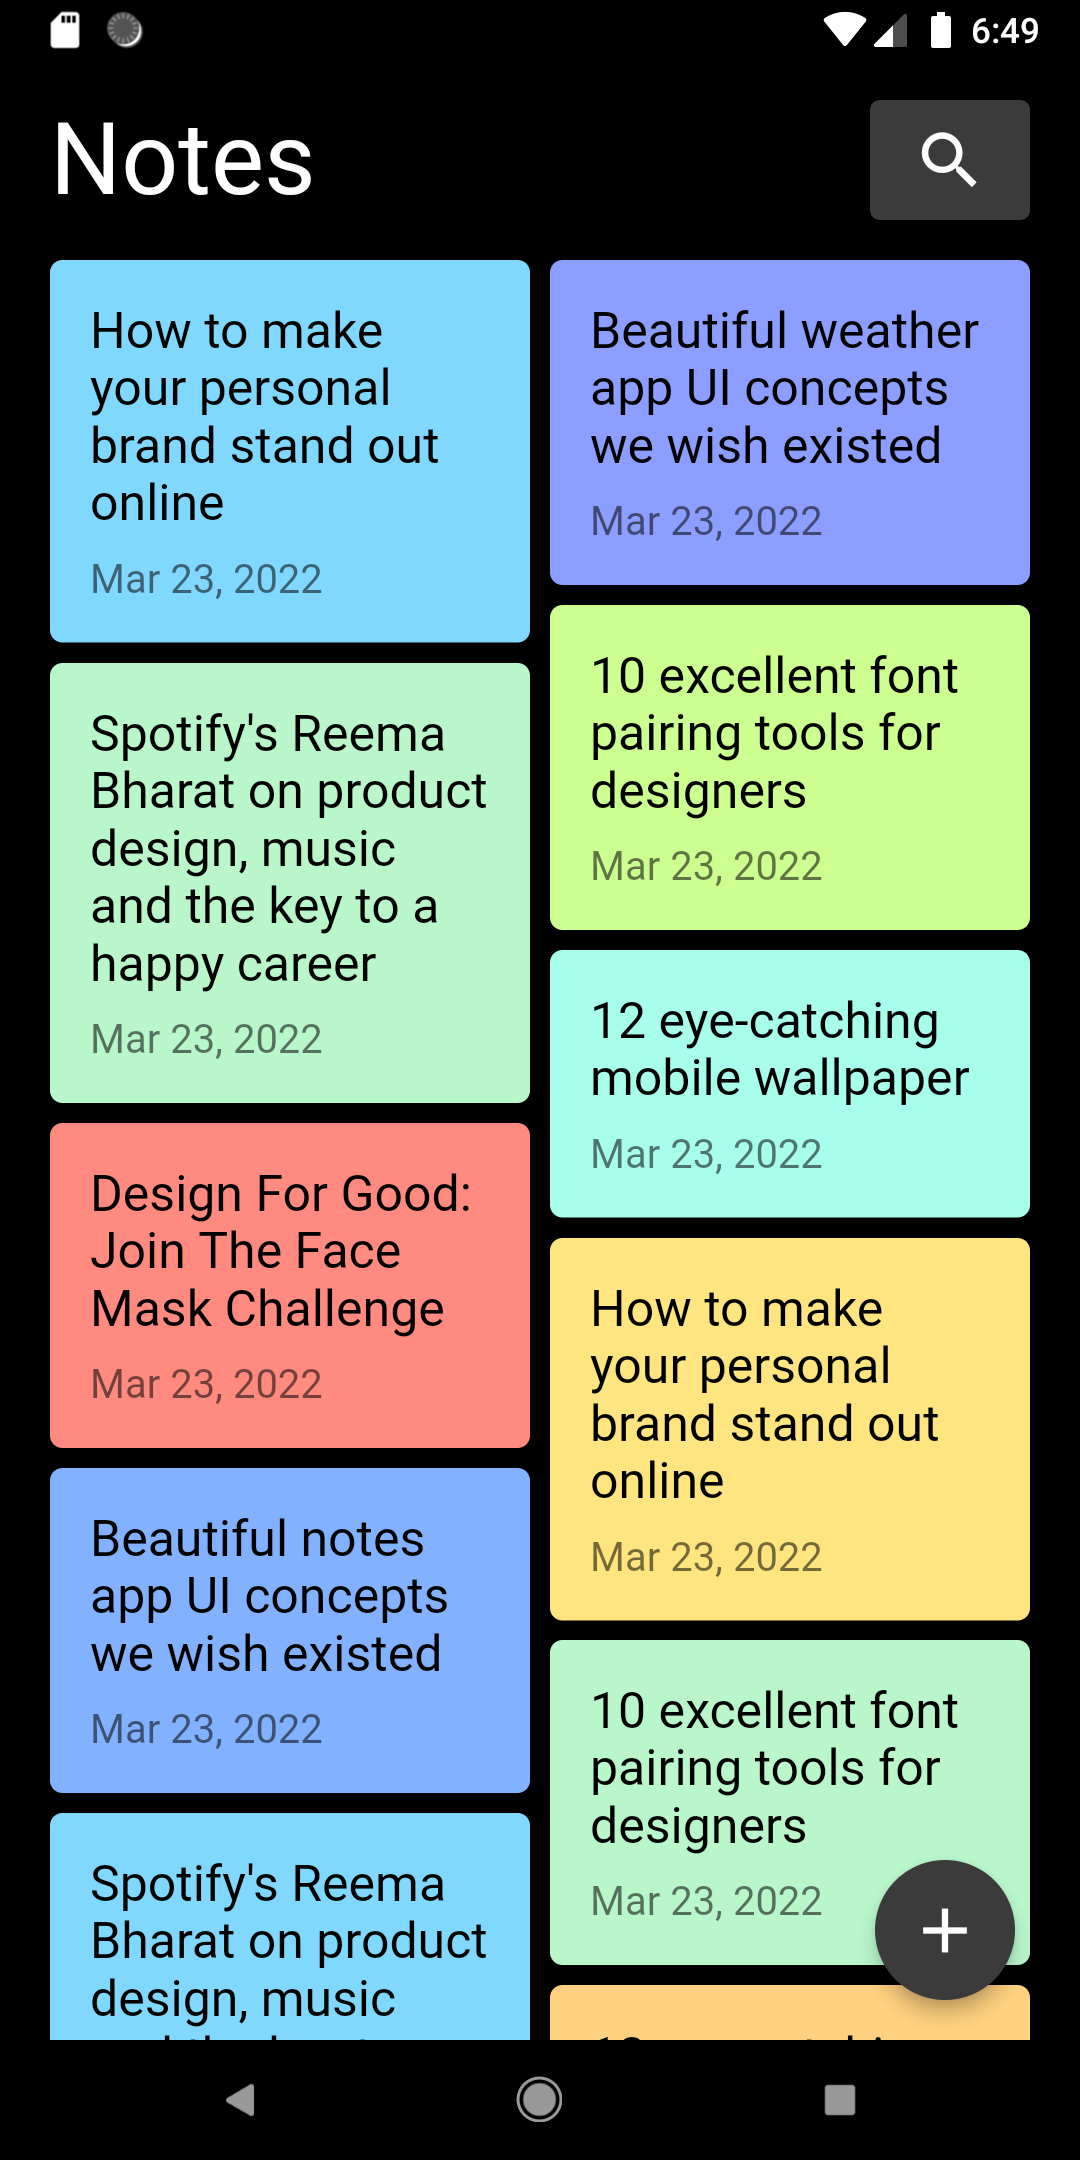 6:49
Notes
How to make
your personal
brand stand out
online
Mar 23, 2022
Beautiful weather
app UI concepts
we wish existed
Mar 23, 2022
Spotify's Reema
Bharat on product
design, music
and the key to a
happy career
Mar 23, 2022
10 excellent font
pairing tools for
designers
Mar 23, 2022
12 eye-catching
mobile wallpaper
Mar 23, 2022
Design For Good:
Join The Face
Mask Challenge
Mar 23, 2022
How to make
your personal
brand stand out
online
Mar 23, 2022
Beautiful notes
app UI concepts
we wish existed
Mar 23, 2022
10 excellent font
pairing tools for
designers
Mar 23, 2022
Spotify's Reema
Bharat on product
design, music